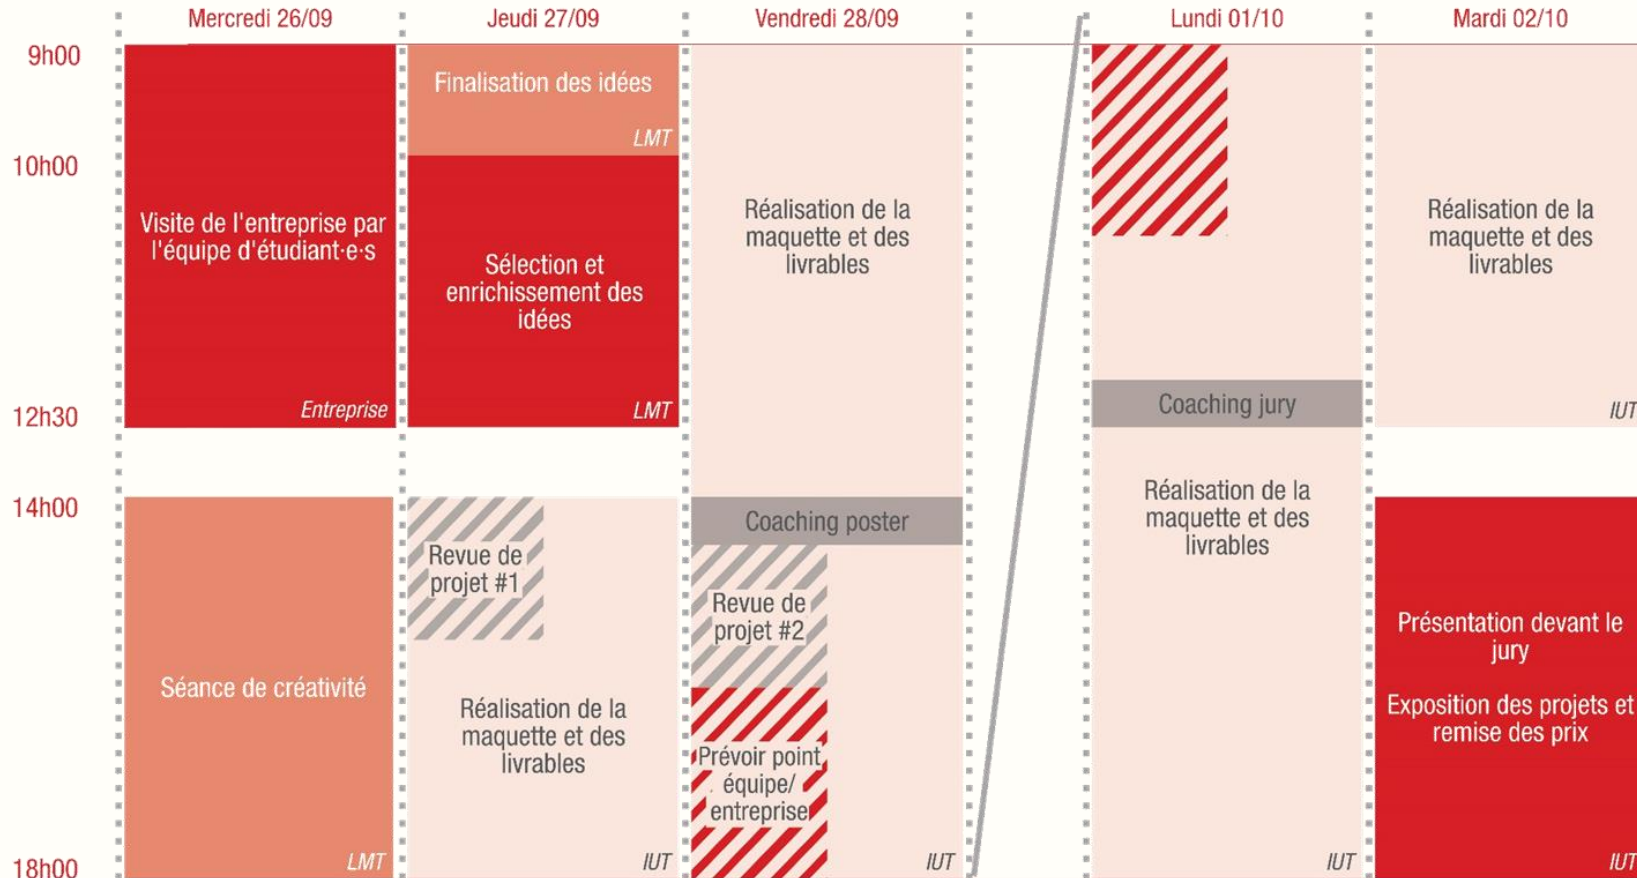 Mercredi 26/09
Jeudi 27/09
Vendredi 28/09
Lundi 01/10
Mardi 02/10
9h00
10h00
12h30
14h00
18h00
Visite de l'entreprise par
l'équipe d'étudiant·e·s
Entreprise
Séance de créativité
LMT
Finalisation des idées
LMT
Sélection et
enrichissement des
idées
LMT
Revue de
projet #1
Réalisation de la
maquette et des
livrables
IUT
Réalisation de la
maquette et des
livrables
Coaching poster
Revue de
projet #2
Prévoir point
équipe/
entreprise
IUT
Coaching jury
Réalisation de la
maquette et des
livrables
IUT
Réalisation de la
maquette et des
livrables
IUT
Présentation devant le
jury
Exposition des projets et
remise des prix
IUT